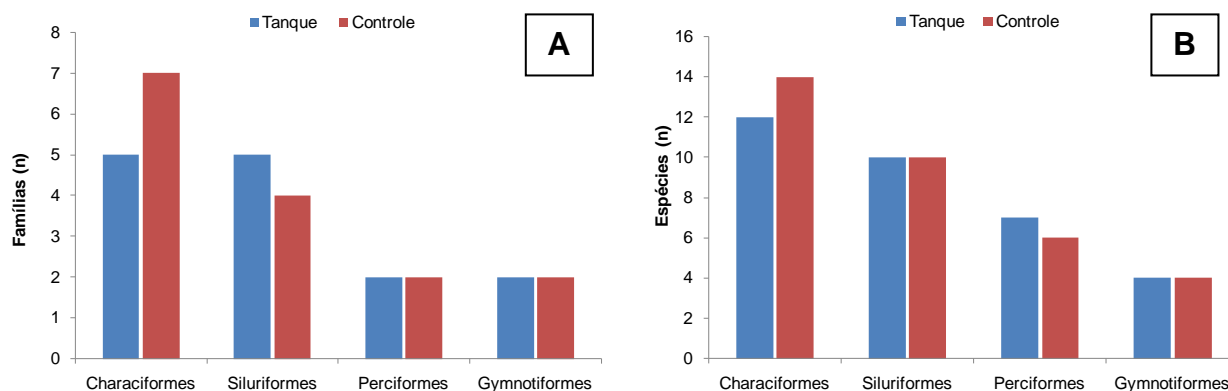 Tanque Controle
A
8
7
6
5
4
3
2
1
0
Famílias (n)
Characiformes Siluriformes Perciformes Gymnotiformes
Tanque Controle
B
16
14
12
10
8
6
4
2
0
Espécies (n)
Characiformes Siluriformes Perciformes Gymnotiformes